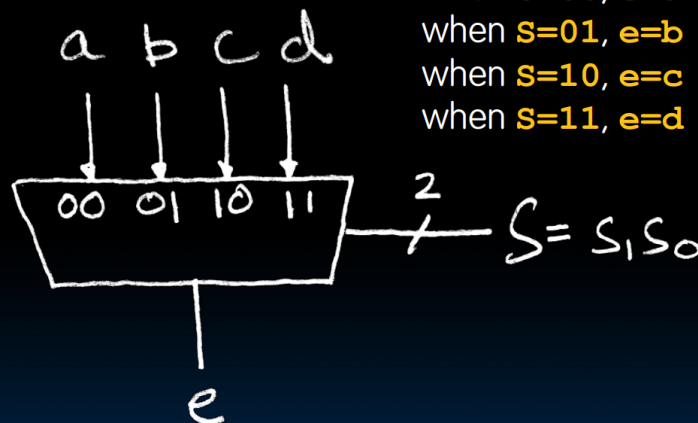 when S=01, e=b
when S=10, e=c
when S=11, e=d
a b c d
00 01 10 11
2
S= S₁S₀
e